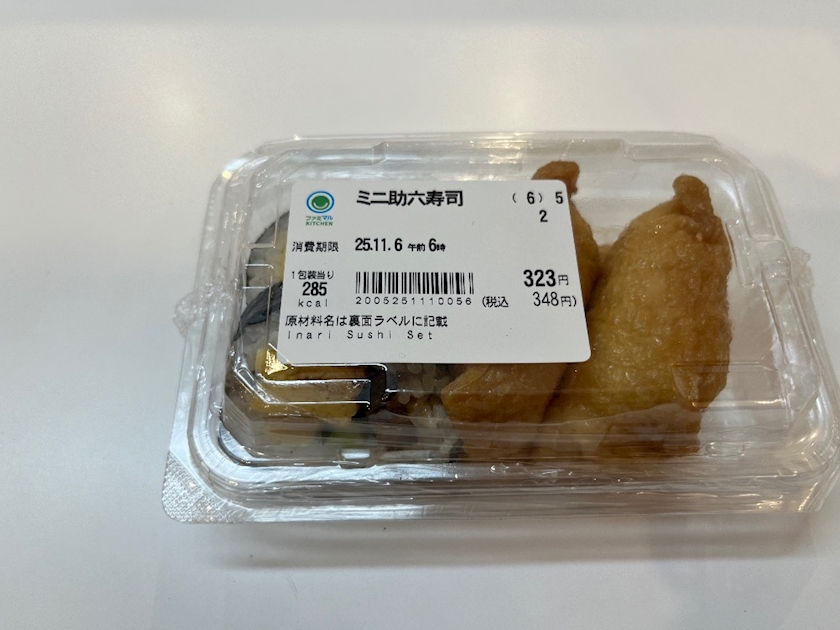 ミニ助六寿司 (6) 5
2
ファミマル
KITCHEN
消費期限 25.11.6 午前6時
1包装当り
285
kcal
323円
2005251110056 (税込 348円)
原材料名は裏面ラベルに記載
Inari Sushi Set